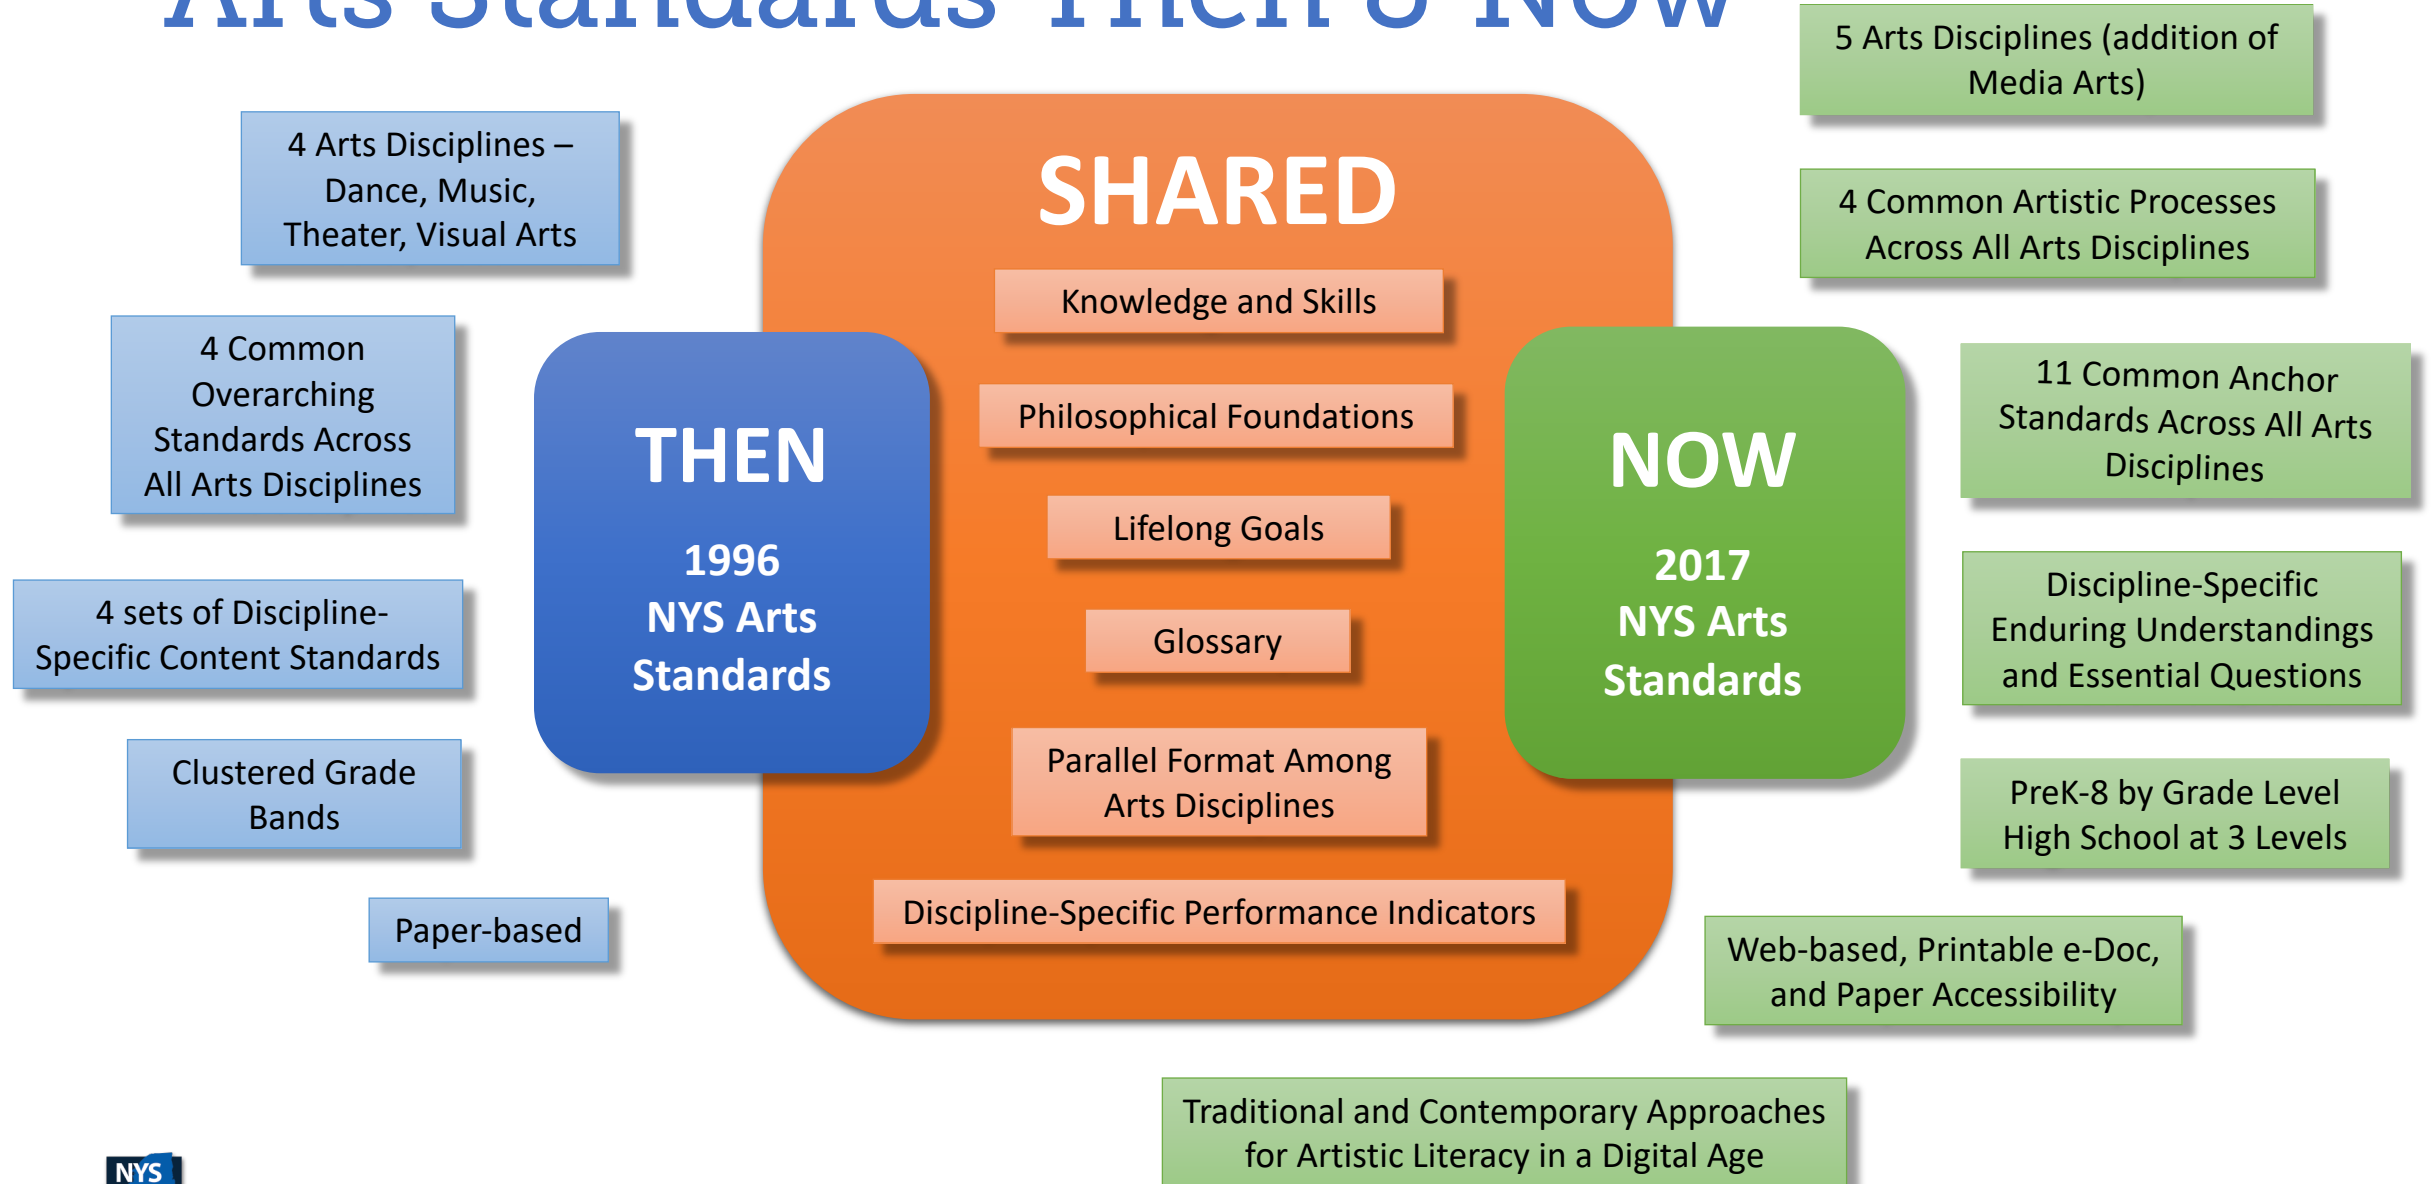 Arts Standards Then & Now
4 Arts Disciplines –
Dance, Music,
Theater, Visual Arts
4 Common
Overarching
Standards Across
All Arts Disciplines
4 sets of Discipline-
Specific Content Standards
Clustered Grade
Bands
Paper-based
THEN
1996
NYS Arts
Standards
SHARED
Knowledge and Skills
Philosophical Foundations
Lifelong Goals
Glossary
Parallel Format Among
Arts Disciplines
Discipline-Specific Performance Indicators
NOW
2017
NYS Arts
Standards
5 Arts Disciplines (addition of
Media Arts)
4 Common Artistic Processes
Across All Arts Disciplines
11 Common Anchor
Standards Across All Arts
Disciplines
Discipline-Specific
Enduring Understandings
and Essential Questions
PreK-8 by Grade Level
High School at 3 Levels
Web-based, Printable e-Doc,
and Paper Accessibility
Traditional and Contemporary Approaches
for Artistic Literacy in a Digital Age
NYS